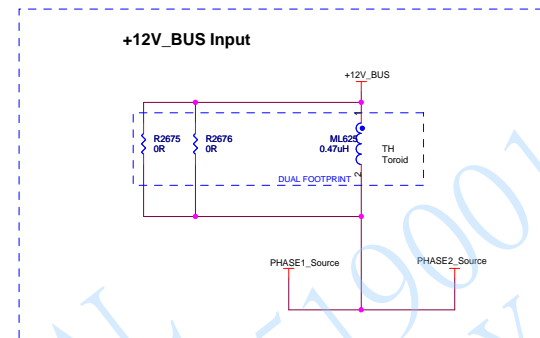 +12V_BUS Input
+12V_BUS
1
R2675
0R
R2676
0R
ML625
0.47uH
TH
Toroid
2
DUAL FOOTPRINT
PHASE1_Source
PHASE2_Source